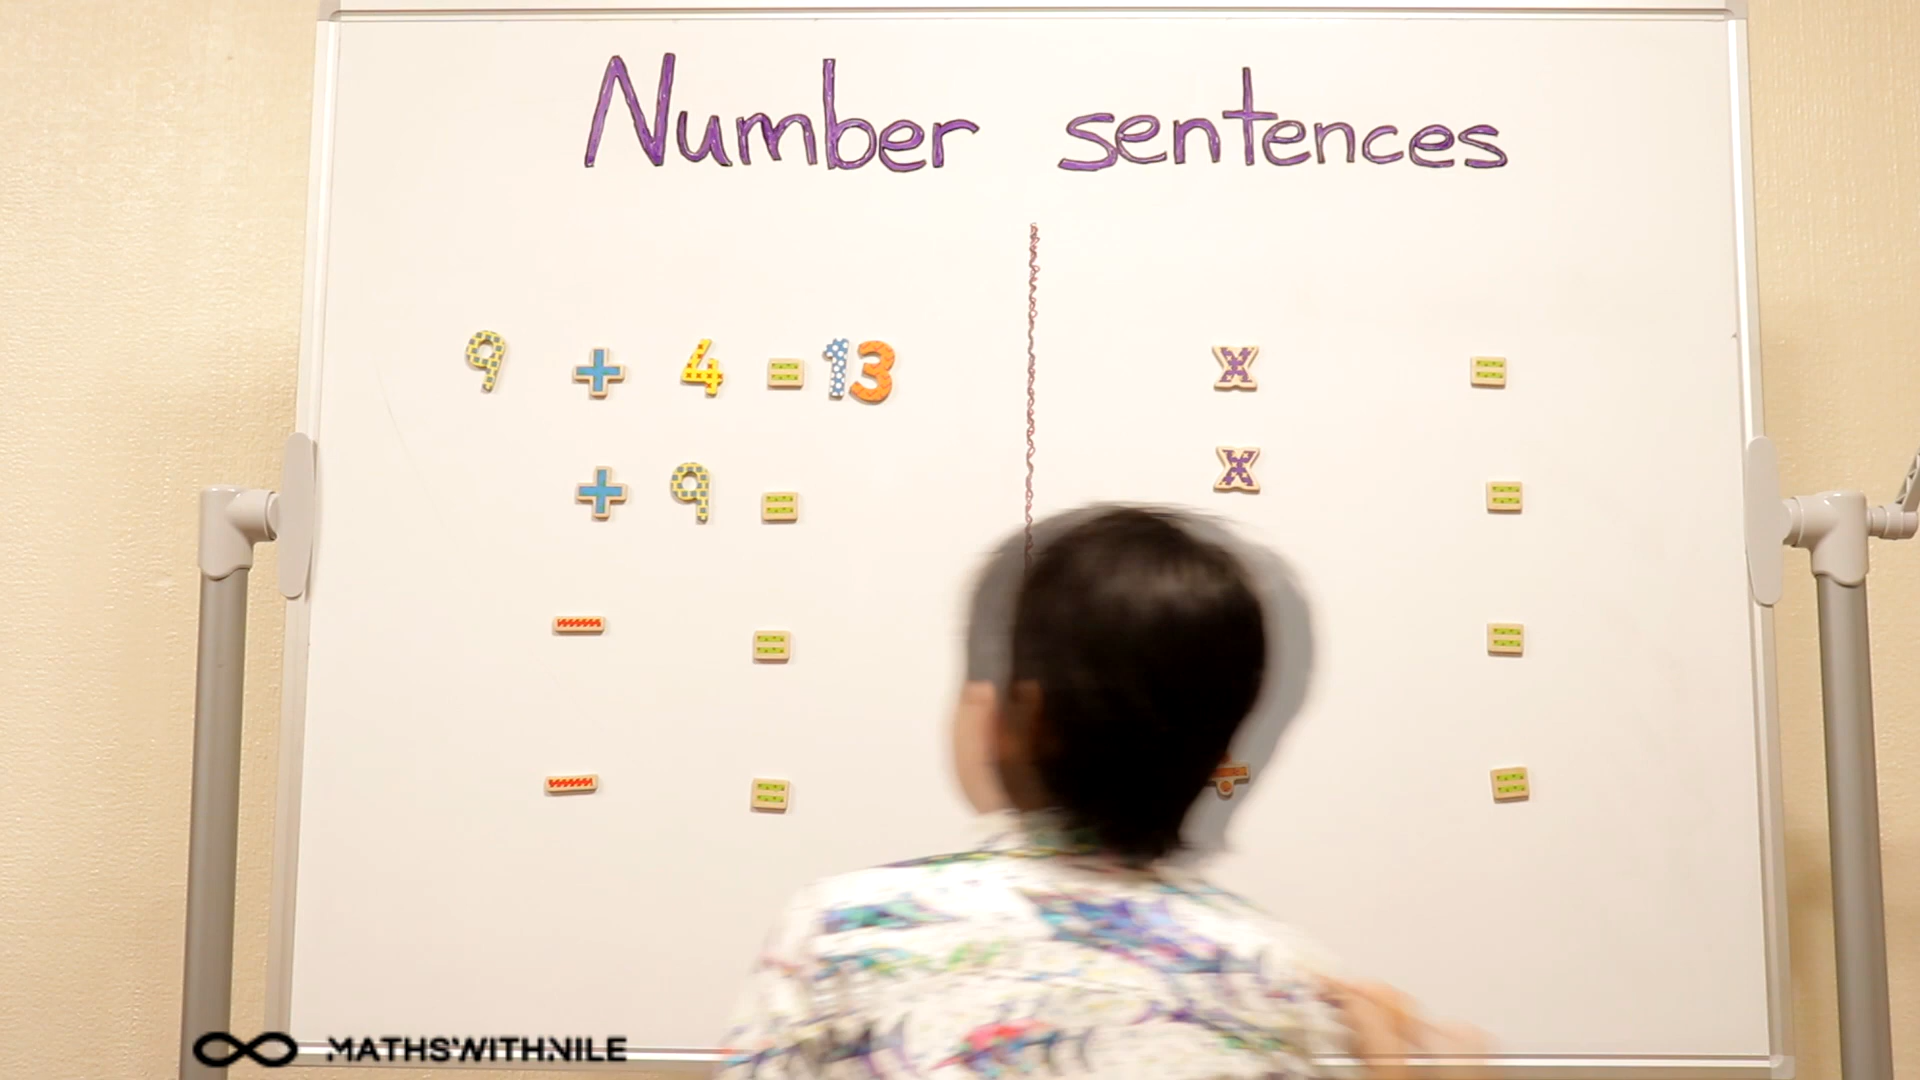 Number sentences
9 + 4 = 13
+ 9 =
- =
- =
x =
x =
=
÷ =
MATHSWITHNILE